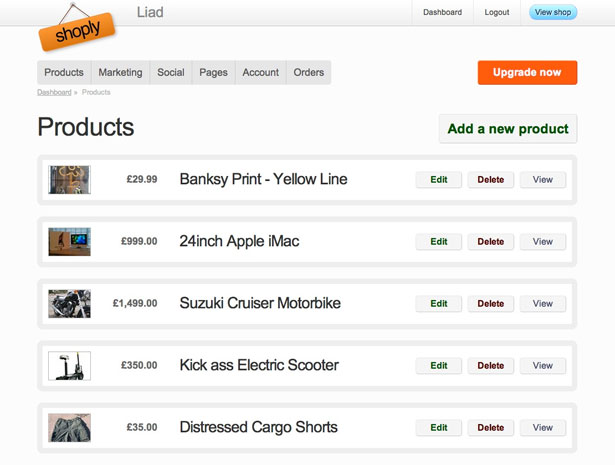 shoply
Liad
Dashboard Logout View shop
Products Marketing Social Pages Account Orders
Upgrade now
Dashboard » Products
Products
Add a new product
£29.99 Banksy Print - Yellow Line Edit Delete View
£999.00 24inch Apple iMac Edit Delete View
£1,499.00 Suzuki Cruiser Motorbike Edit Delete View
£350.00 Kick ass Electric Scooter Edit Delete View
£35.00 Distressed Cargo Shorts Edit Delete View